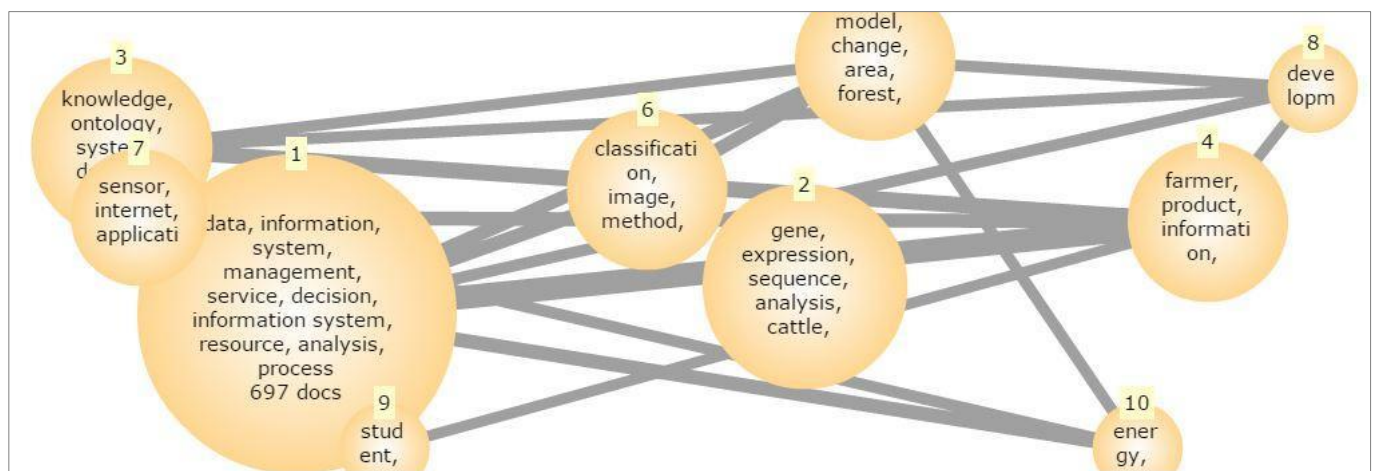 3
knowledge,
ontology,
syste
d
7
sensor,
internet,
applicati
1
data, information,
system,
management,
service, decision,
information system,
resource, analysis,
process
697 docs
9
stud
ent,
6
classificati
on,
image,
method,
2
gene,
expression,
sequence,
analysis,
cattle,
model,
change,
area,
forest,
8
deve
lopm
4
farmer,
product,
informati
on,
10
ener
gy,